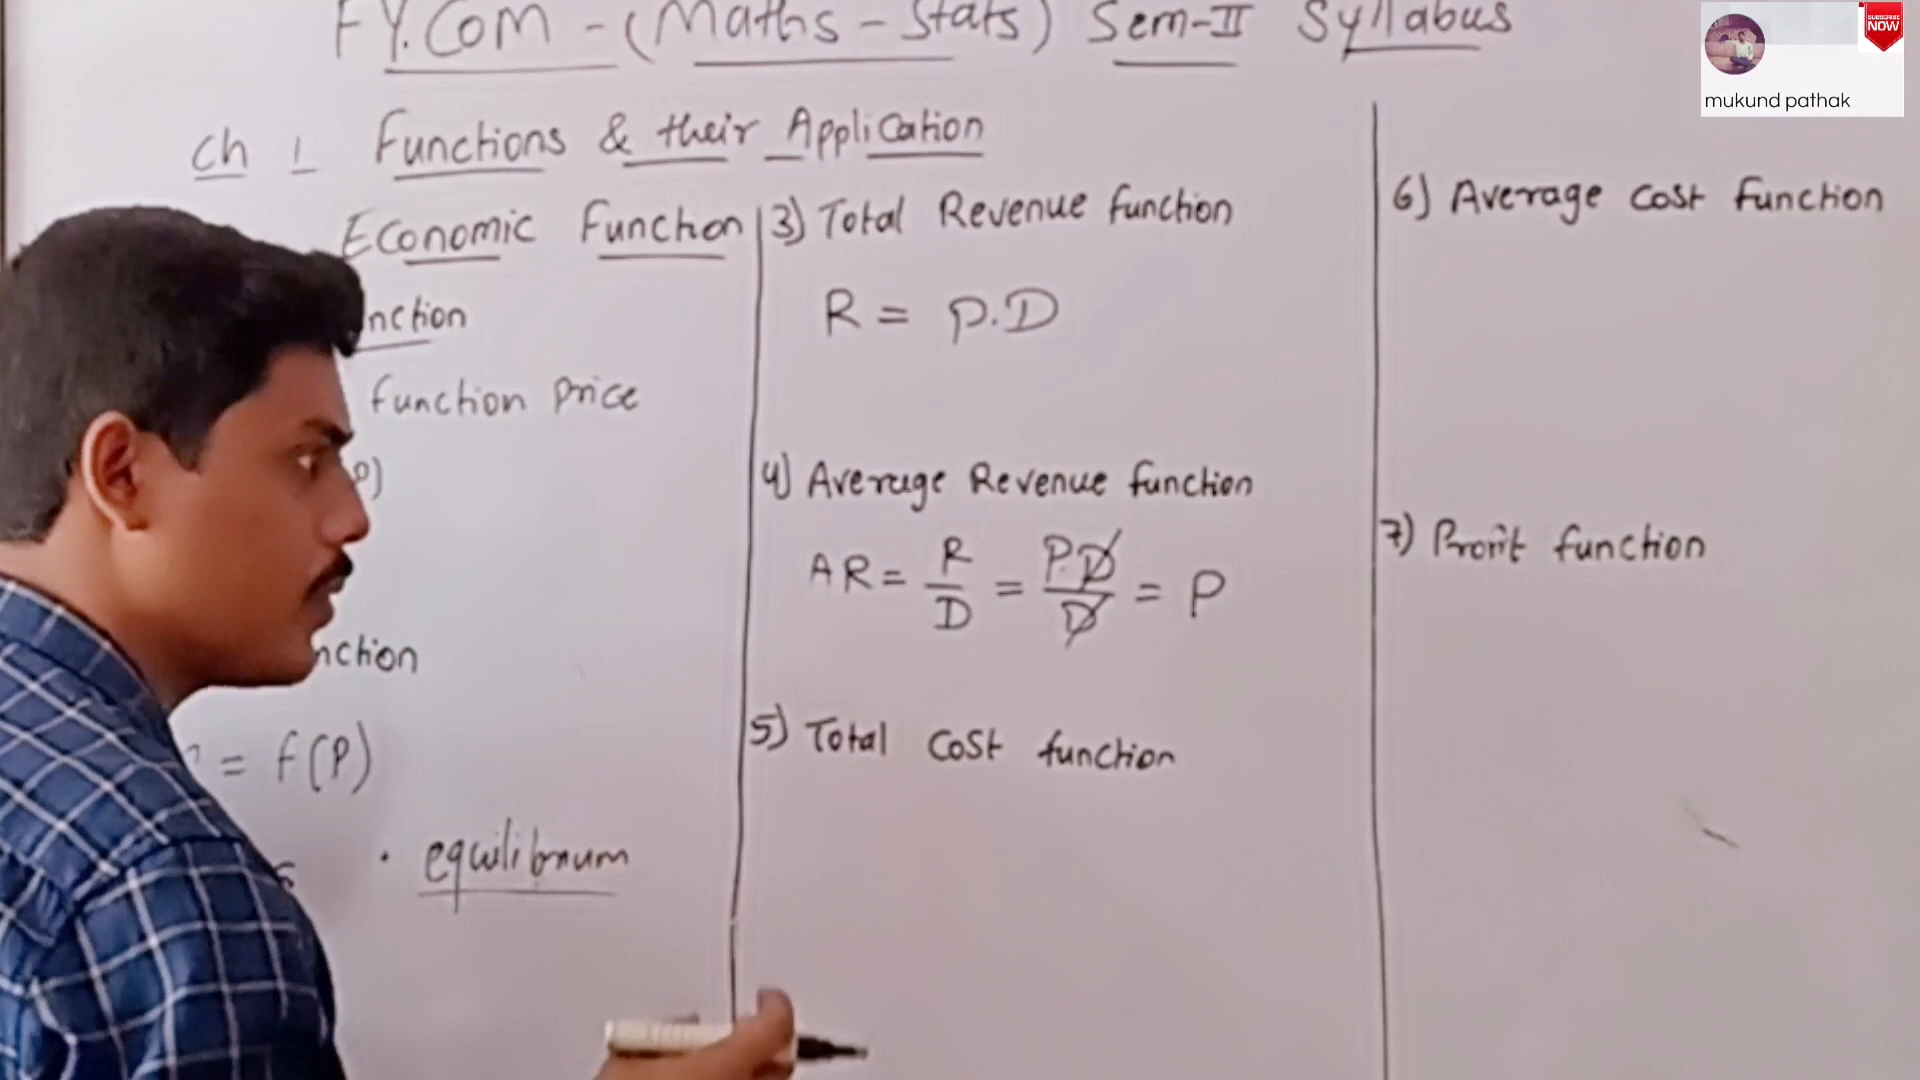 F.Y.Com - (Maths - Stats) Sem-II Syllabus
SUBSCRIBE NOW
mukund pathak
Ch 1 Functions & their Application
Economic Function
nction
function price
P)
nction
= f(P)
. equilibrium
3) Total Revenue function
R = P.D
4) Average Revenue function
AR = R/D = P.D/D = P
5) Total Cost function
6) Average Cost function
7) Profit function